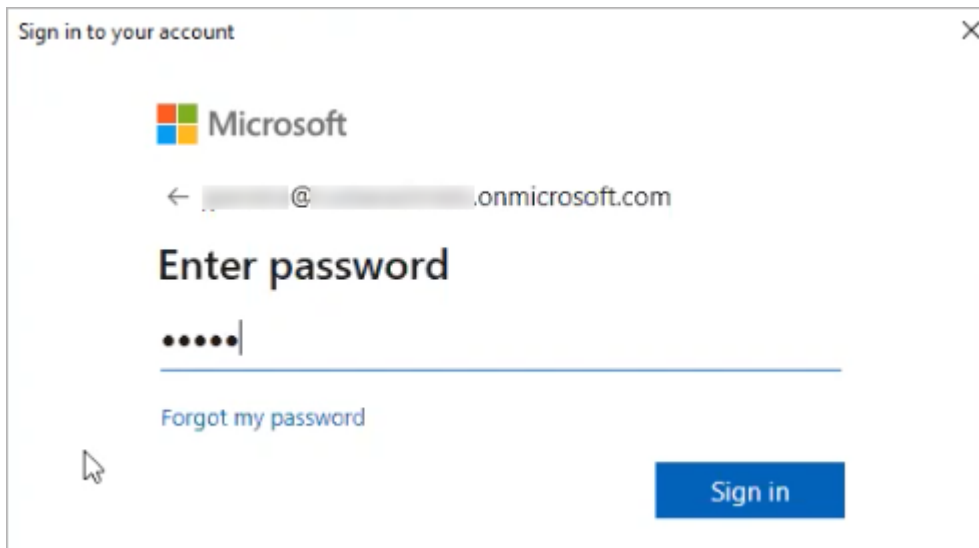 Sign in to your account
Microsoft
@ .onmicrosoft.com
Enter password
•••••
Forgot my password
Sign in